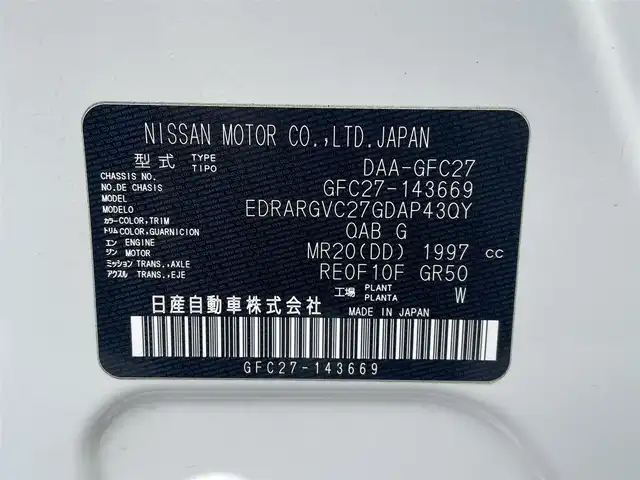 NISSAN MOTOR CO.,LTD.JAPAN
型式 TYPE TIPO DAA-GFC27
CHASSIS NO. NO.DE CHASIS GFC27-143669
MODEL MODELO EDRARGVC27GDAP43QY
カラー COLOR,TRIM トリム COLOR,GUARNICION QAB G
エン ENGINE ジン MOTOR MR20(DD) 1997 cc
ミッション TRANS.,AXLE アクスル TRANS.,EJE RE0F10F GR50
工場 PLANT PLANTA W
日産自動車株式会社 MADE IN JAPAN
GFC27-143669